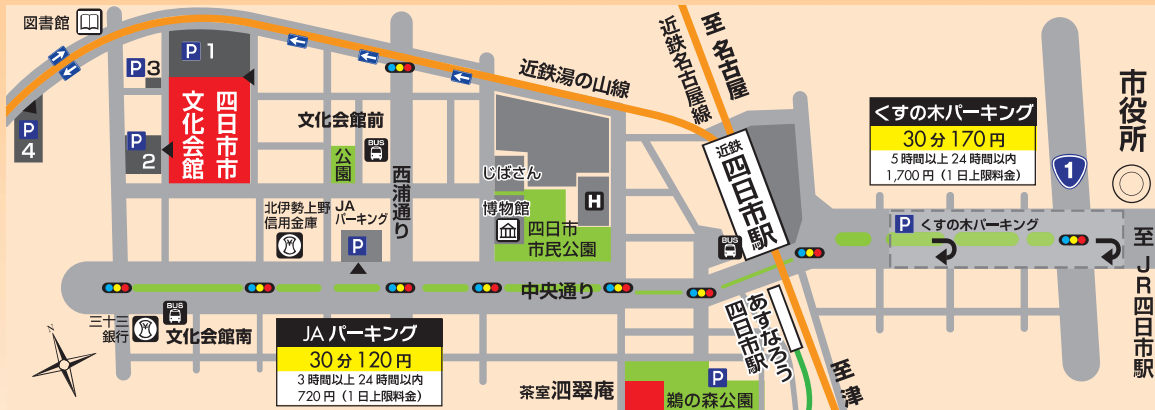 図書館
P 1
P 3
P 2
P 4
四日市市
文化会館
近鉄湯の山線
近鉄名古屋線
至 名古屋
文化会館前
BUS
公園
西浦通り
じばさん
博物館
H
四日市
市民公園
北伊勢上野
信用金庫
JA
パーキング
P
近鉄
四日市駅
BUS
くすの木パーキング
30分170円
5時間以上24時間以内
1,700円（1日上限料金）
市役所
1
P くすの木パーキング
至 JR四日市駅
中央通り
あすなろう
四日市駅
至 津
三十三
銀行
BUS
文化会館南
N
JAパーキング
30分120円
3時間以上24時間以内
720円（1日上限料金）
茶室 泗翠庵
P
鵜の森公園